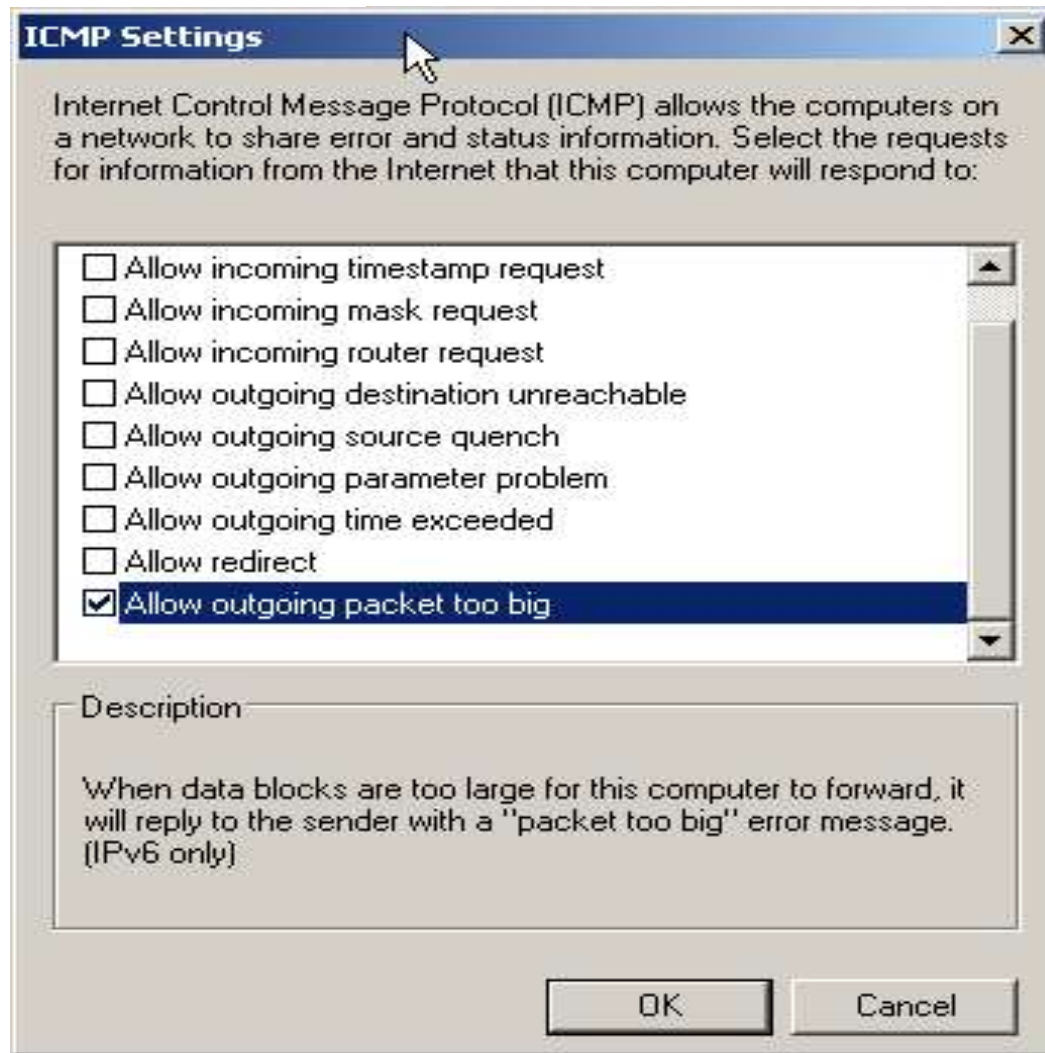 ICMP Settings
Internet Control Message Protocol (ICMP) allows the computers on
a network to share error and status information. Select the requests
for information from the Internet that this computer will respond to:
Allow incoming timestamp request
Allow incoming mask request
Allow incoming router request
Allow outgoing destination unreachable
Allow outgoing source quench
Allow outgoing parameter problem
Allow outgoing time exceeded
Allow redirect
Allow outgoing packet too big
Description
When data blocks are too large for this computer to forward, it
will reply to the sender with a "packet too big" error message.
(IPv6 only)
OK
Cancel